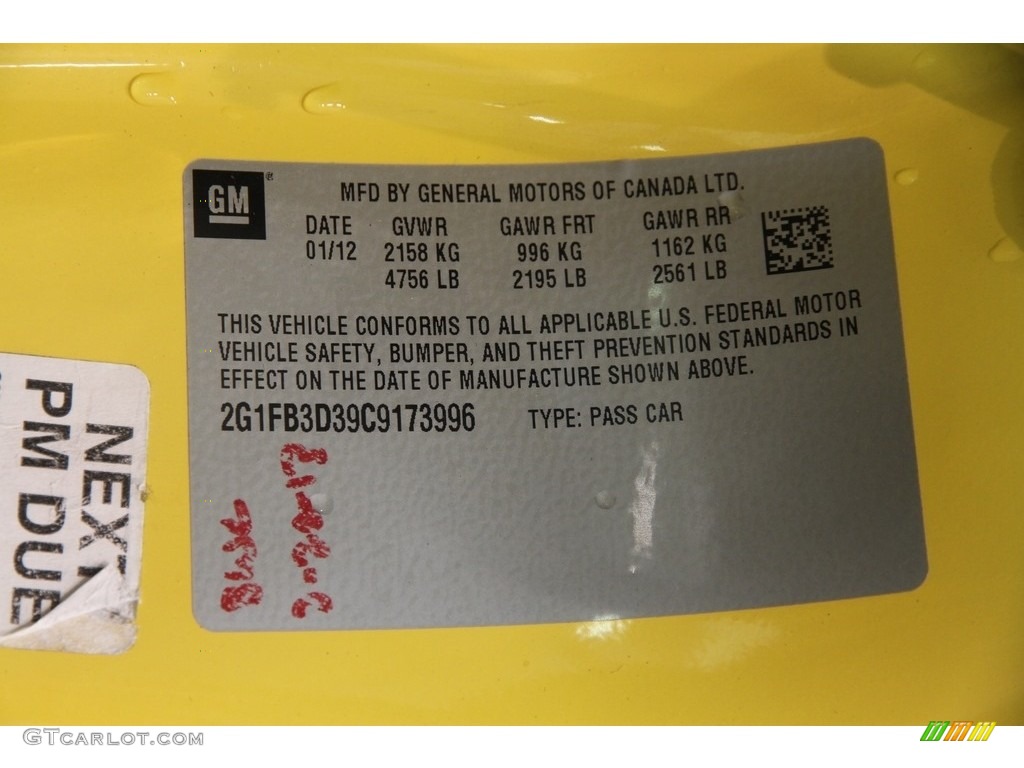 GM
MFD BY GENERAL MOTORS OF CANADA LTD.
DATE GVWR GAWR FRT GAWR RR
01/12 2158 KG 996 KG 1162 KG
4756 LB 2195 LB 2561 LB
THIS VEHICLE CONFORMS TO ALL APPLICABLE U.S. FEDERAL MOTOR
VEHICLE SAFETY, BUMPER, AND THEFT PREVENTION STANDARDS IN
EFFECT ON THE DATE OF MANUFACTURE SHOWN ABOVE.
2G1FB3D39C9173996 TYPE: PASS CAR
NEXT
PM DUE
GTCARLOT.COM